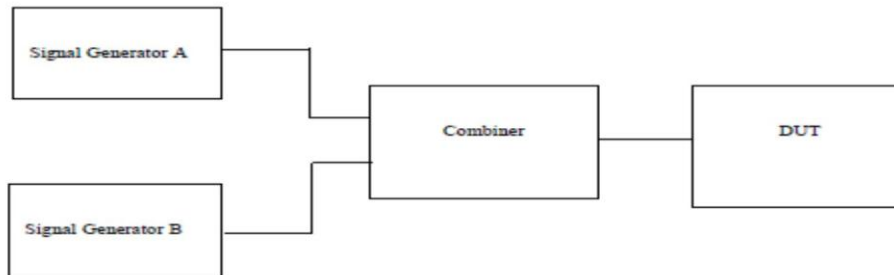 Signal Generator A
Combiner
DUT
Signal Generator B